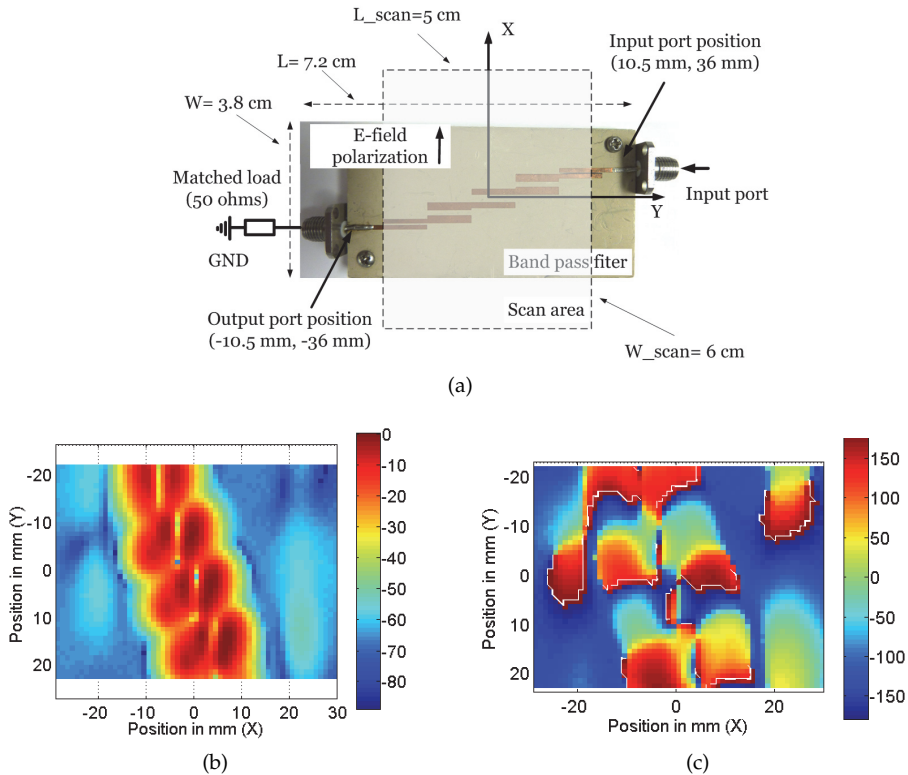 L_scan=5 cm
X
Input port position
(10.5 mm, 36 mm)
L= 7.2 cm
W= 3.8 cm
E-field
polarization
Matched load
(50 ohms)
Input port
Y
GND
Band pass fiter
Scan area
Output port position
(-10.5 mm, -36 mm)
W_scan= 6 cm
(a)
Position in mm (Y)
-20
-10
0
10
20
-20
-10
0
10
20
30
Position in mm (X)
0
-10
-20
-30
-40
-50
-60
-70
-80
(b)
Position in mm (Y)
-20
-10
0
10
20
-20
0
20
Position in mm (X)
150
100
50
0
-50
-100
-150
(c)